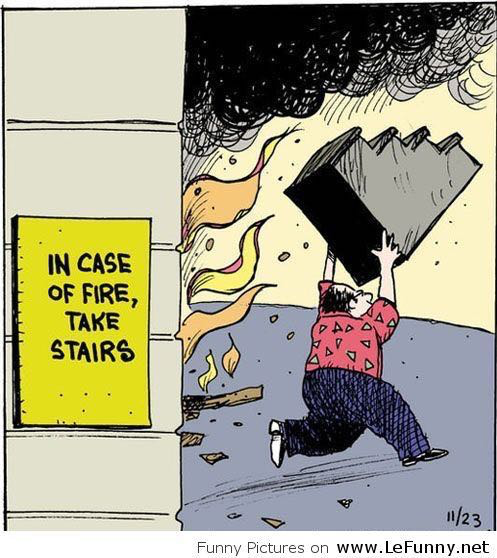 IN CASE
OF FIRE,
TAKE
STAIRS
11/23
Funny Pictures on www.LeFunny.net